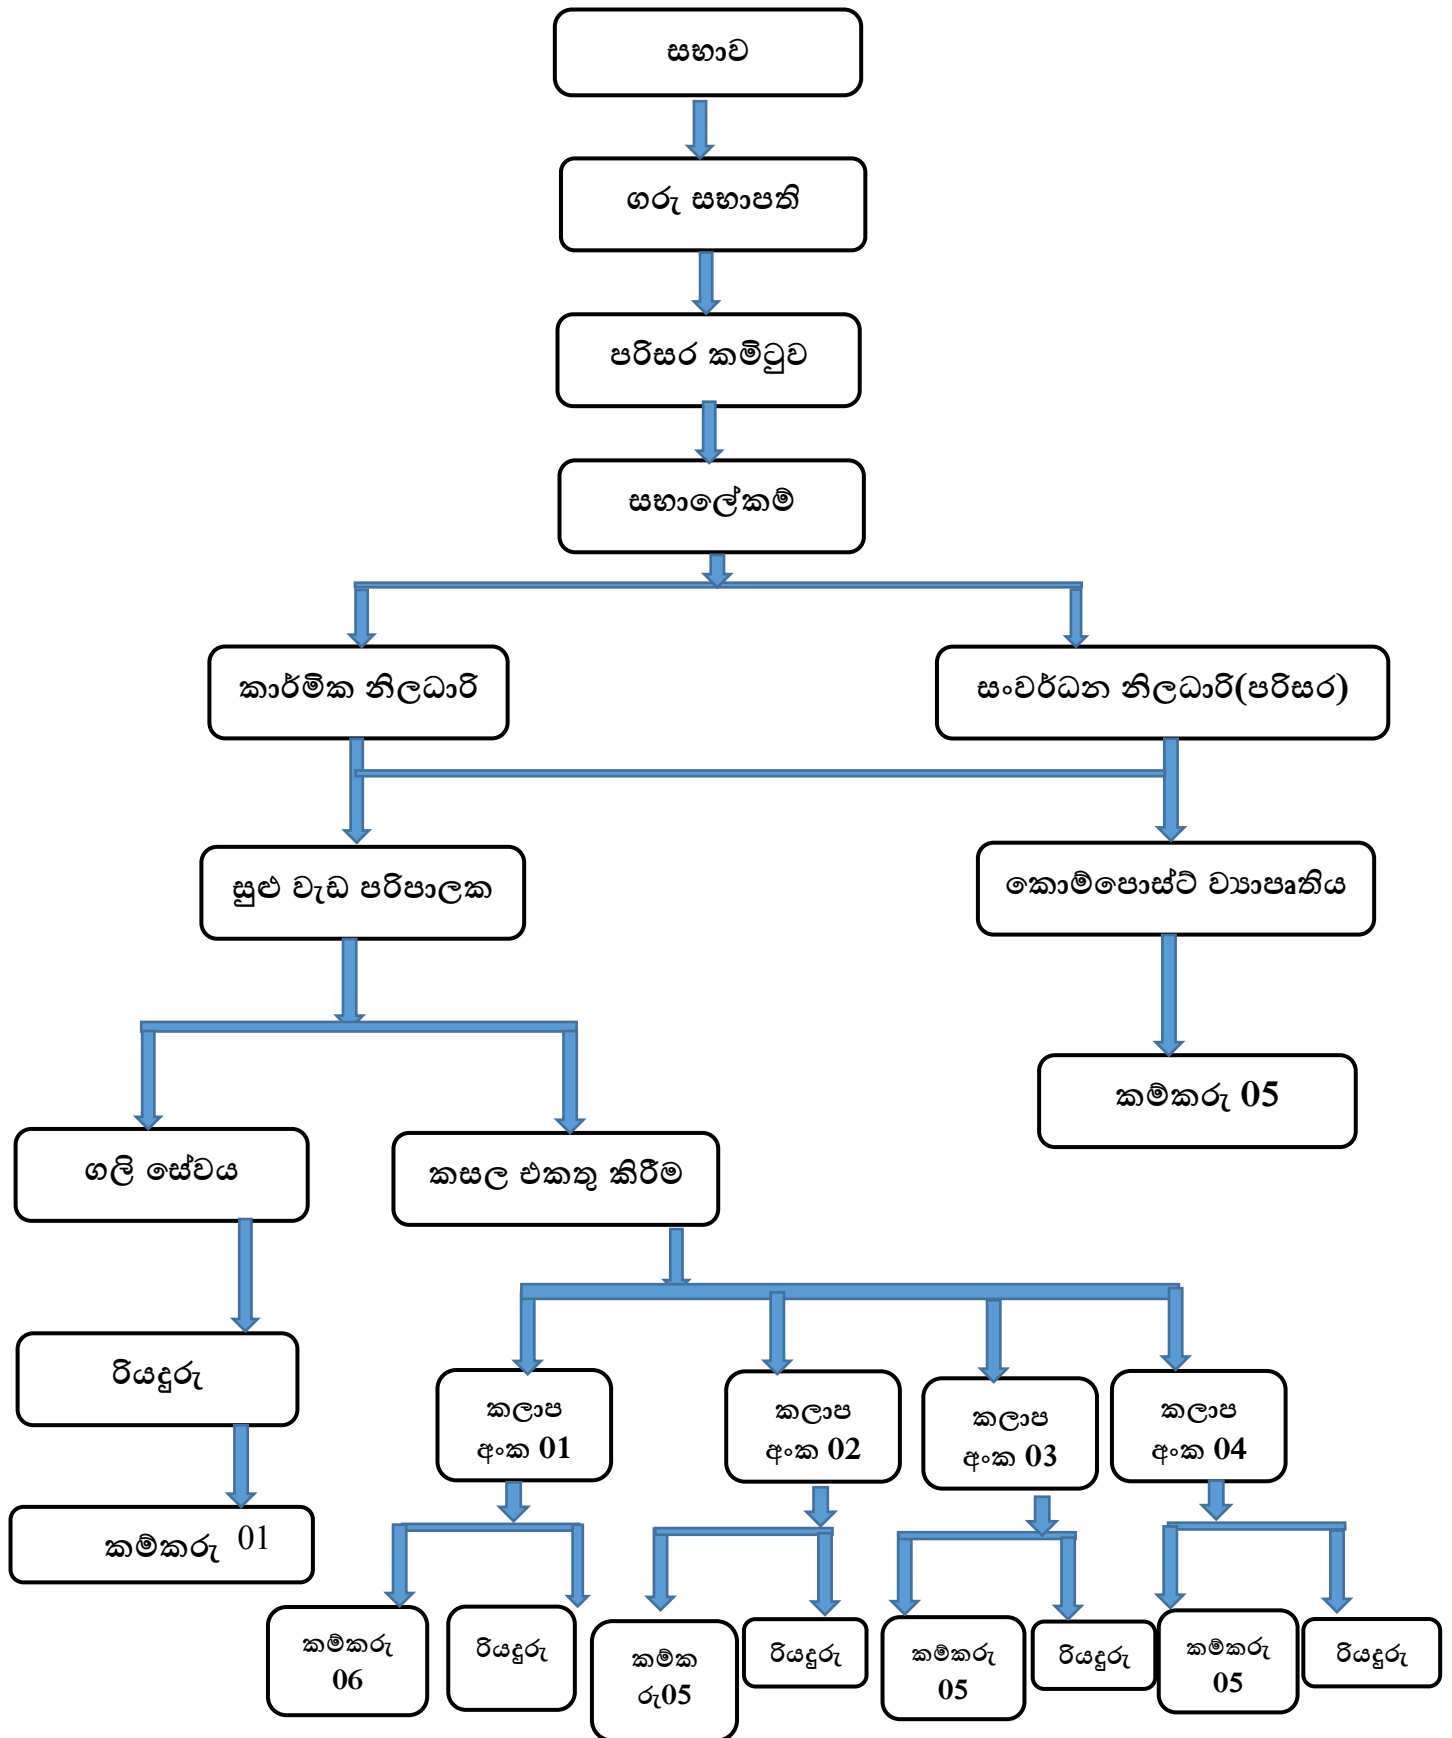 සභාව
ගරු සභාපති
පරිසර කමිටුව
සභාලේකම්
කාර්මික නිලධාරි
සංවර්ධන නිලධාරි(පරිසර)
සුළු වැඩ පරිපාලක
කොම්පොස්ට් ව්‍යාපෘතිය
කම්කරු 05
ගලි සේවය
කසල එකතු කිරීම
රියදුරු
කලාප
අංක 01
කලාප
අංක 02
කලාප
අංක 03
කලාප
අංක 04
කම්කරු 01
කම්කරු
06
රියදුරු
කම්ක
රු05
රියදුරු
කම්කරු
05
රියදුරු
කම්කරු
05
රියදුරු